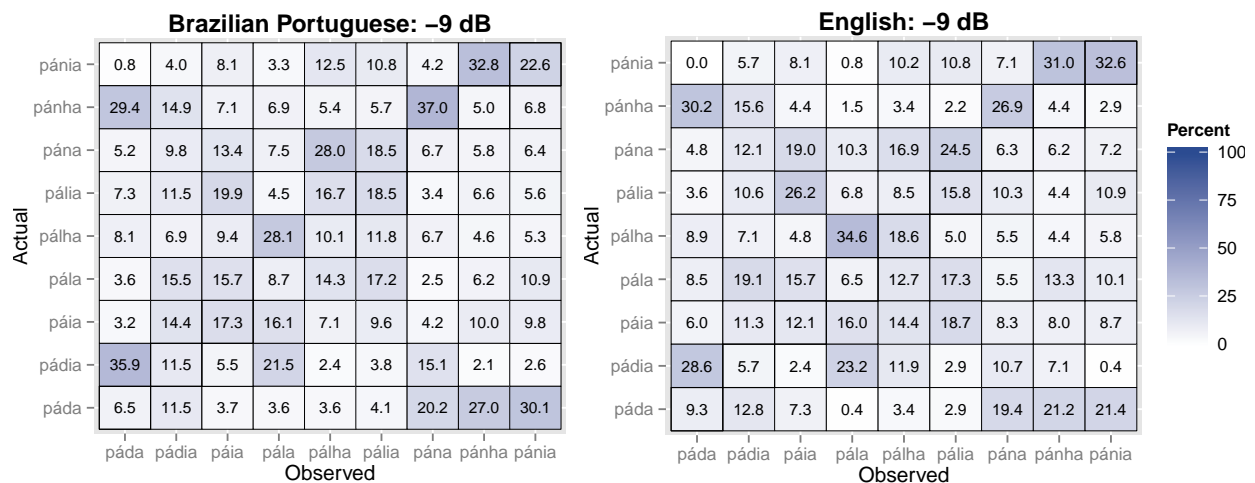 Brazilian Portuguese: −9 dB
Actual
pánia 0.8 4.0 8.1 3.3 12.5 10.8 4.2 32.8 22.6
pánha 29.4 14.9 7.1 6.9 5.4 5.7 37.0 5.0 6.8
pána 5.2 9.8 13.4 7.5 28.0 18.5 6.7 5.8 6.4
pália 7.3 11.5 19.9 4.5 16.7 18.5 3.4 6.6 5.6
pálha 8.1 6.9 9.4 28.1 10.1 11.8 6.7 4.6 5.3
pála 3.6 15.5 15.7 8.7 14.3 17.2 2.5 6.2 10.9
páia 3.2 14.4 17.3 16.1 7.1 9.6 4.2 10.0 9.8
pádia 35.9 11.5 5.5 21.5 2.4 3.8 15.1 2.1 2.6
páda 6.5 11.5 3.7 3.6 3.6 4.1 20.2 27.0 30.1
páda pádia páia pála pálha pália pána pánha pánia
Observed
English: −9 dB
Actual
pánia 0.0 5.7 8.1 0.8 10.2 10.8 7.1 31.0 32.6
pánha 30.2 15.6 4.4 1.5 3.4 2.2 26.9 4.4 2.9
pána 4.8 12.1 19.0 10.3 16.9 24.5 6.3 6.2 7.2
pália 3.6 10.6 26.2 6.8 8.5 15.8 10.3 4.4 10.9
pálha 8.9 7.1 4.8 34.6 18.6 5.0 5.5 4.4 5.8
pála 8.5 19.1 15.7 6.5 12.7 17.3 5.5 13.3 10.1
páia 6.0 11.3 12.1 16.0 14.4 18.7 8.3 8.0 8.7
pádia 28.6 5.7 2.4 23.2 11.9 2.9 10.7 7.1 0.4
páda 9.3 12.8 7.3 0.4 3.4 2.9 19.4 21.2 21.4
páda pádia páia pála pálha pália pána pánha pánia
Observed
Percent
100
75
50
25
0